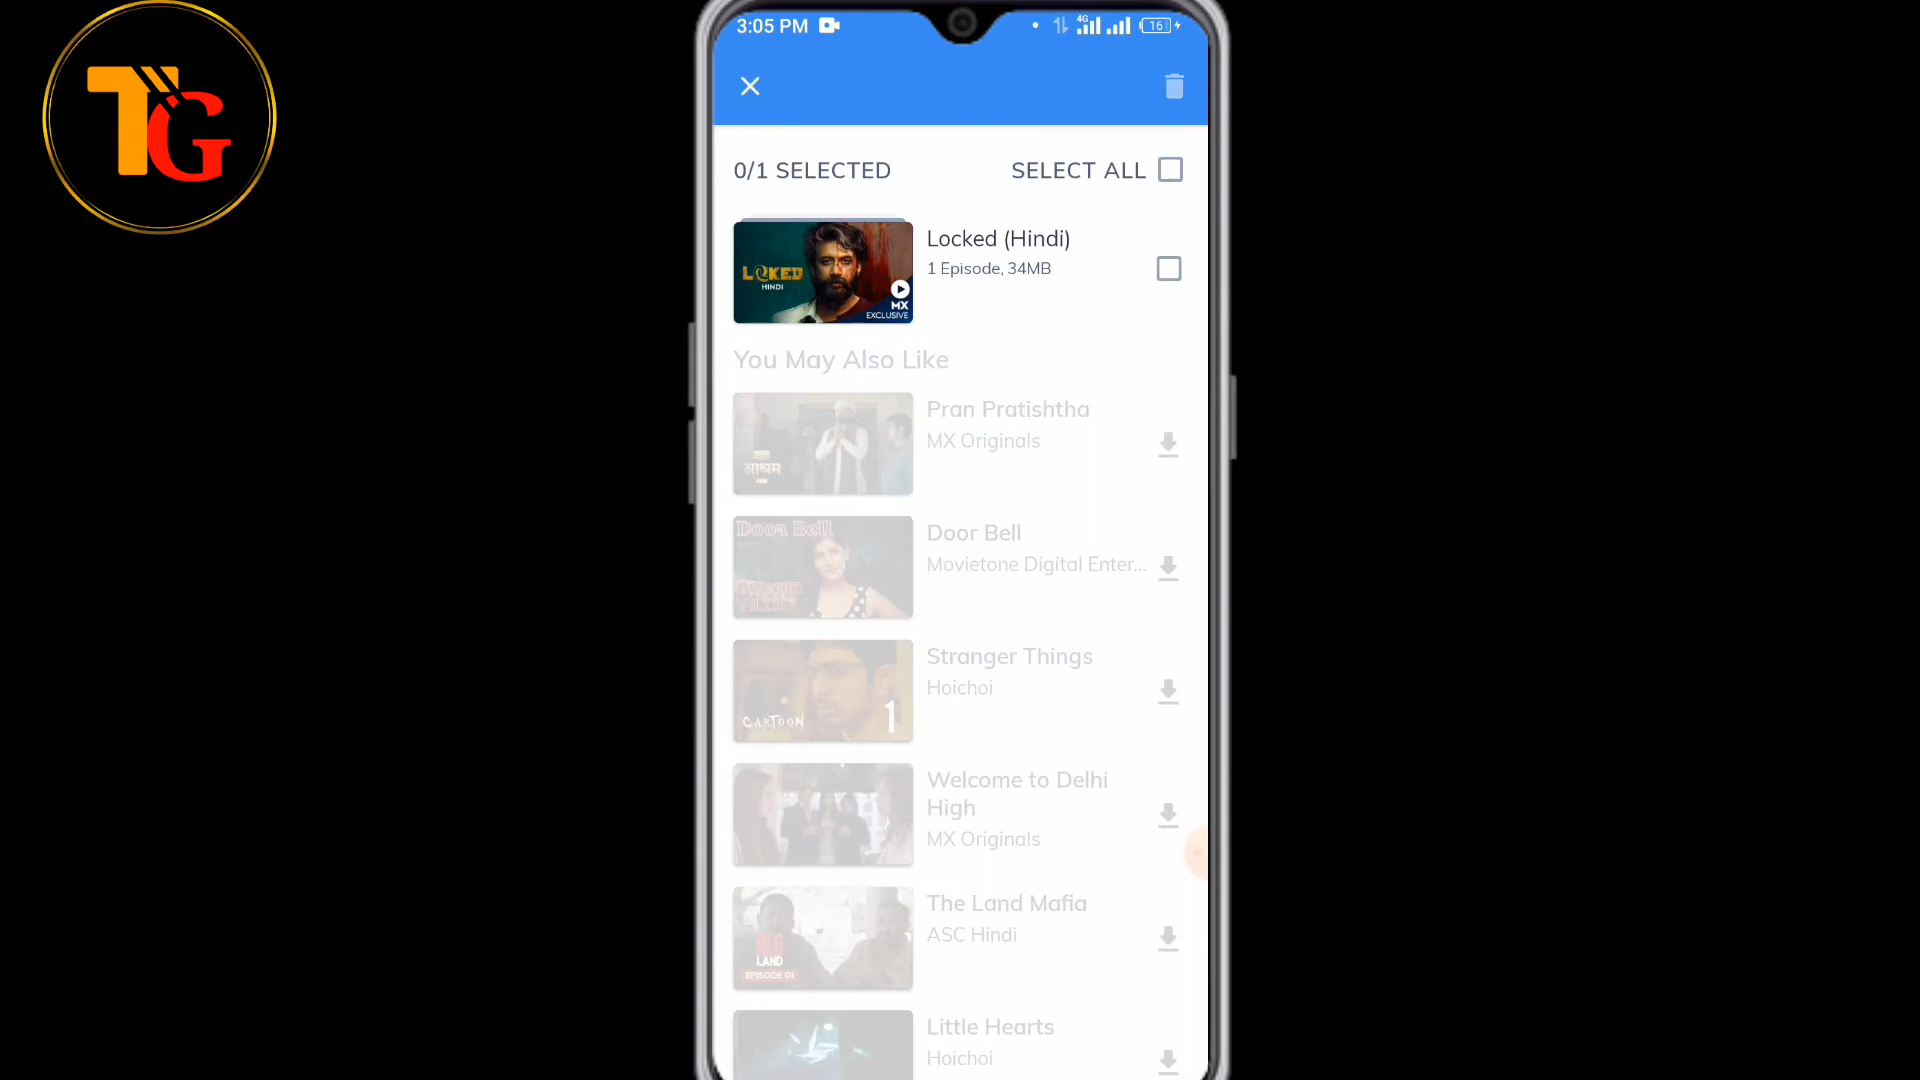 TG
3:05 PM
4G
16
0/1 SELECTED
SELECT ALL
Locked (Hindi)
1 Episode, 34MB
LOCKED
HINDI
MX
EXCLUSIVE
You May Also Like
Pran Pratishtha
MX Originals
आश्रम
Door Bell
Door Bell
Movietone Digital Enter...
Stranger Things
Hoichoi
CARTOON
1
Welcome to Delhi
High
MX Originals
The Land Mafia
ASC Hindi
LAND
EPISODE 01
Little Hearts
Hoichoi